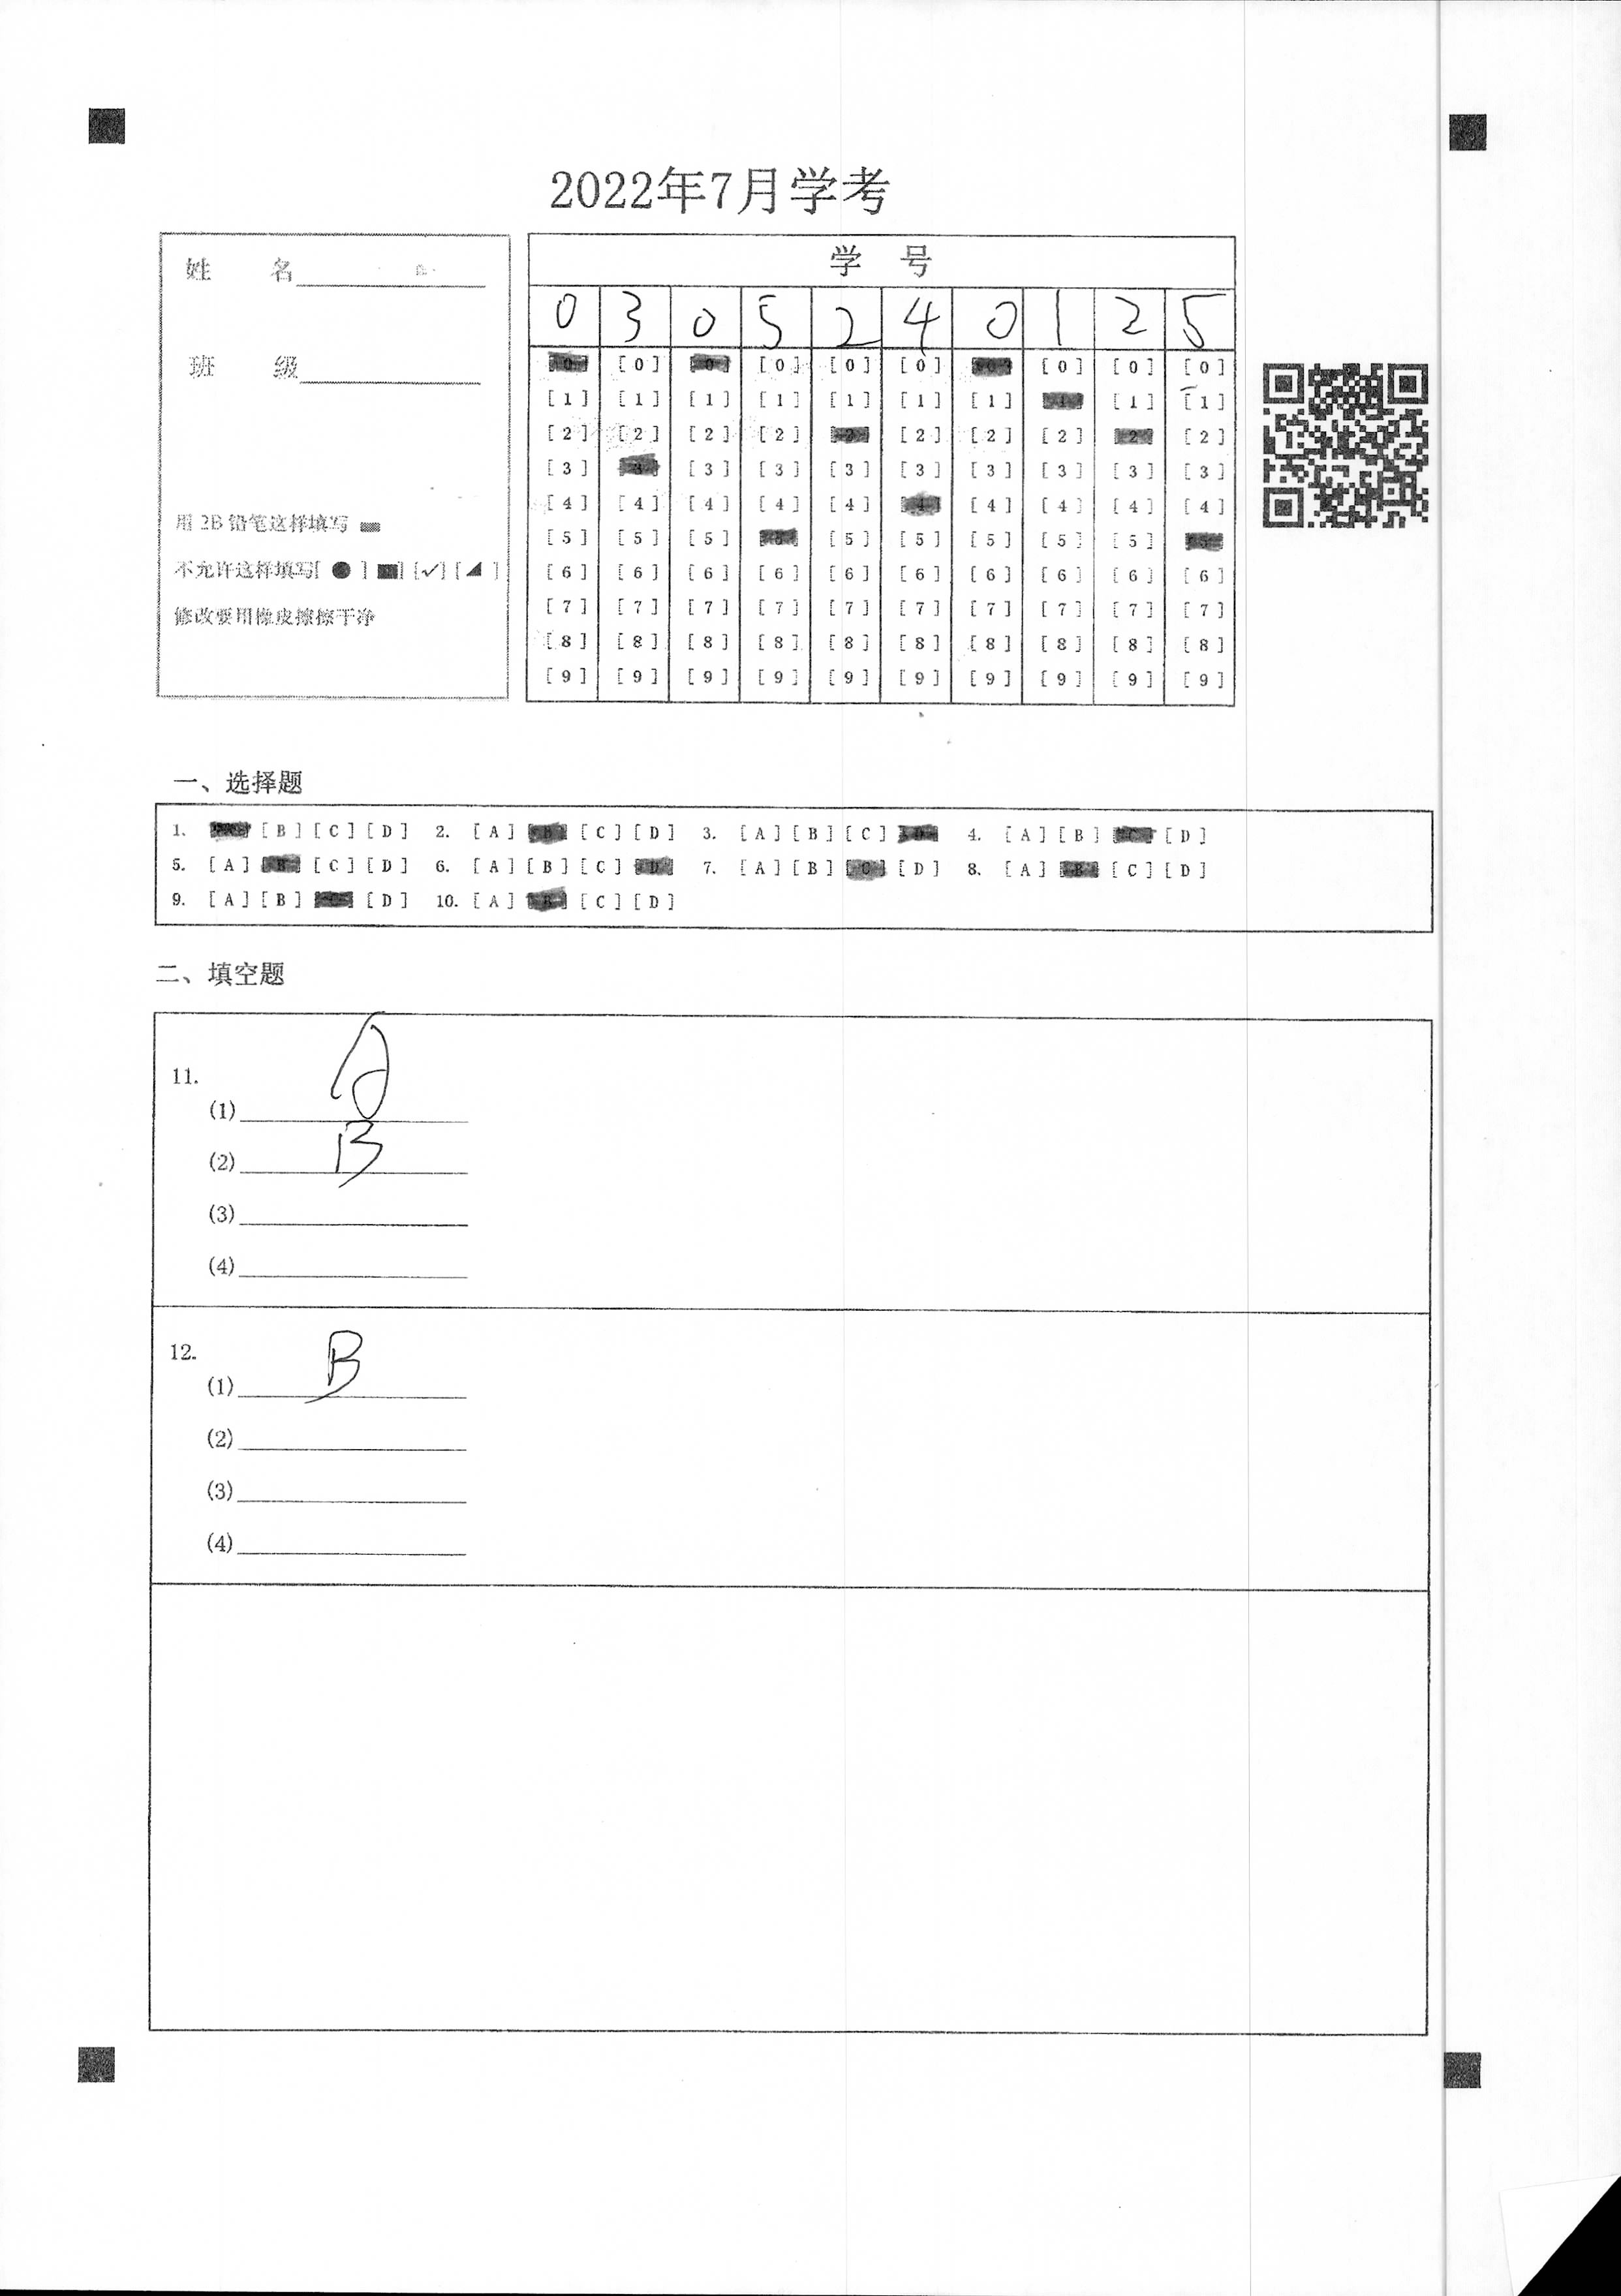 2022年7月学考
姓 名
班 级
用 2B 铅笔这样填写
不允许这样填写[ ● ] [■] [✓] [◢ ]
修改要用橡皮擦擦干净
学 号
0 3 0 5 2 4 0 1 2 5
[0] [0] [0] [0] [0] [0] [0] [0] [0] [0]
[1] [1] [1] [1] [1] [1] [1] [1] [1] [1]
[2] [2] [2] [2] [2] [2] [2] [2] [2] [2]
[3] [3] [3] [3] [3] [3] [3] [3] [3] [3]
[4] [4] [4] [4] [4] [4] [4] [4] [4] [4]
[5] [5] [5] [5] [5] [5] [5] [5] [5] [5]
[6] [6] [6] [6] [6] [6] [6] [6] [6] [6]
[7] [7] [7] [7] [7] [7] [7] [7] [7] [7]
[8] [8] [8] [8] [8] [8] [8] [8] [8] [8]
[9] [9] [9] [9] [9] [9] [9] [9] [9] [9]
一、选择题
1. [A] [B] [C] [D] 2. [A] [B] [C] [D] 3. [A] [B] [C] [D] 4. [A] [B] [C] [D]
5. [A] [B] [C] [D] 6. [A] [B] [C] [D] 7. [A] [B] [C] [D] 8. [A] [B] [C] [D]
9. [A] [B] [C] [D] 10. [A] [B] [C] [D]
二、填空题
11.
(1) A
(2) B
(3)
(4)
12.
(1) B
(2)
(3)
(4)